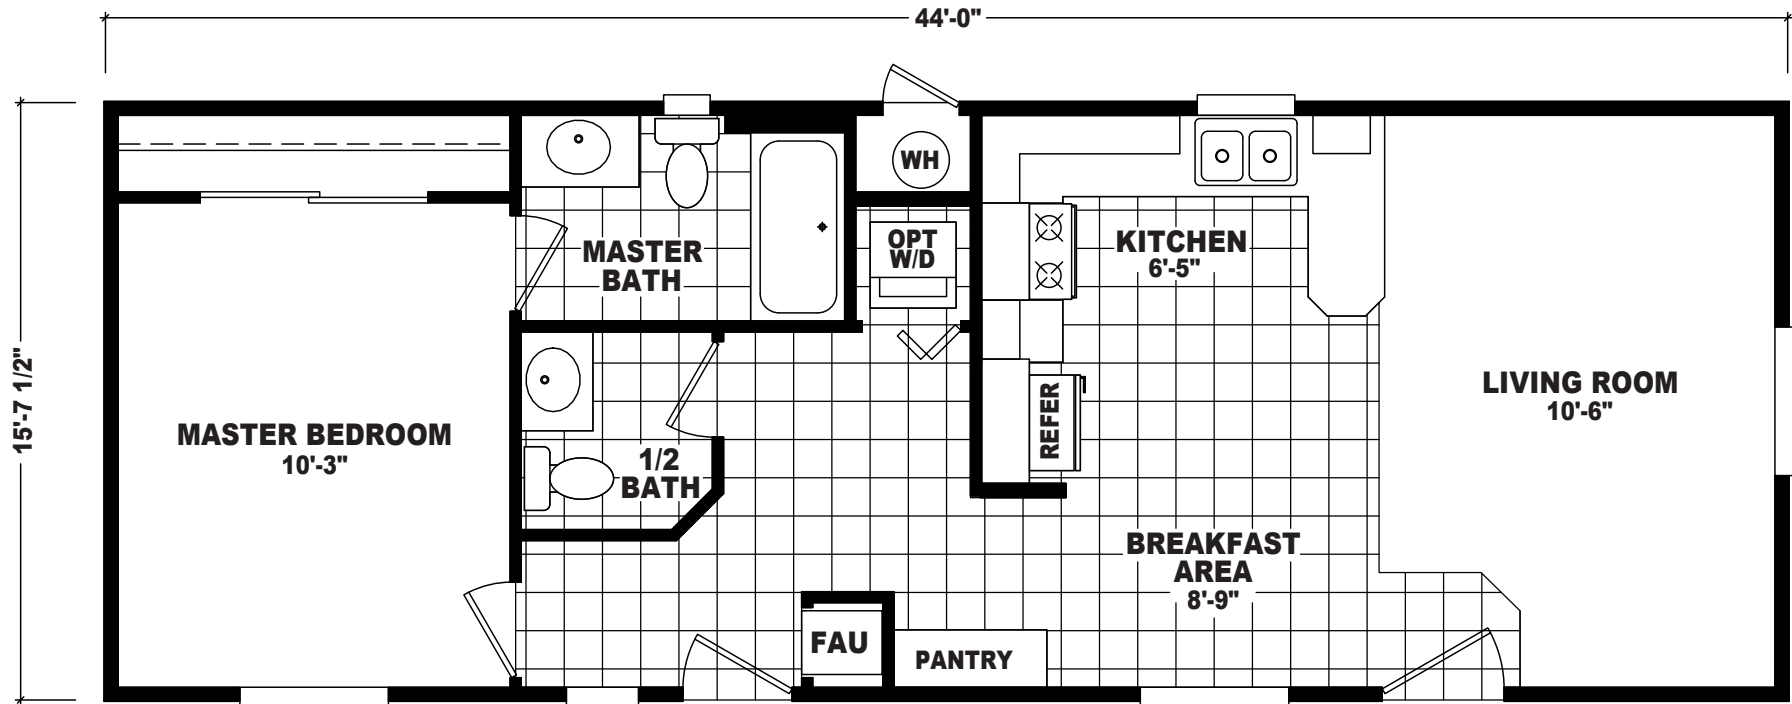 44'-0"
15'-7 1/2"
WH
MASTER
BATH
OPT
W/D
KITCHEN
6'-5"
LIVING ROOM
10'-6"
REFER
MASTER BEDROOM
10'-3"
1/2
BATH
BREAKFAST
AREA
8'-9"
FAU
PANTRY